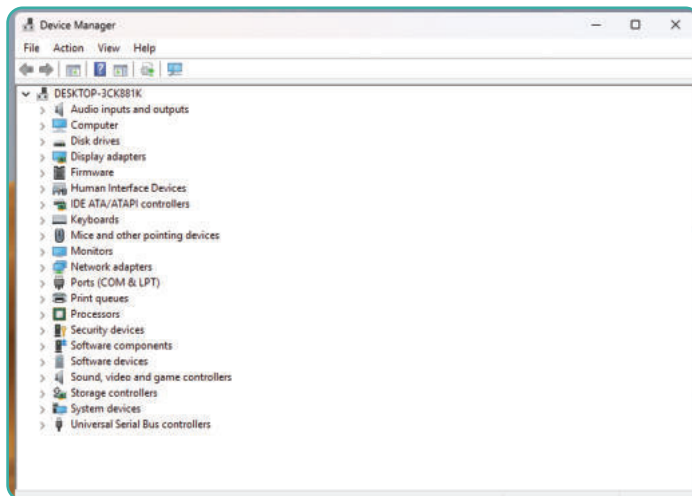 Device Manager
File Action View Help
DESKTOP-3CK881K
Audio inputs and outputs
Computer
Disk drives
Display adapters
Firmware
Human Interface Devices
IDE ATA/ATAPI controllers
Keyboards
Mice and other pointing devices
Monitors
Network adapters
Ports (COM & LPT)
Print queues
Processors
Security devices
Software components
Software devices
Sound, video and game controllers
Storage controllers
System devices
Universal Serial Bus controllers